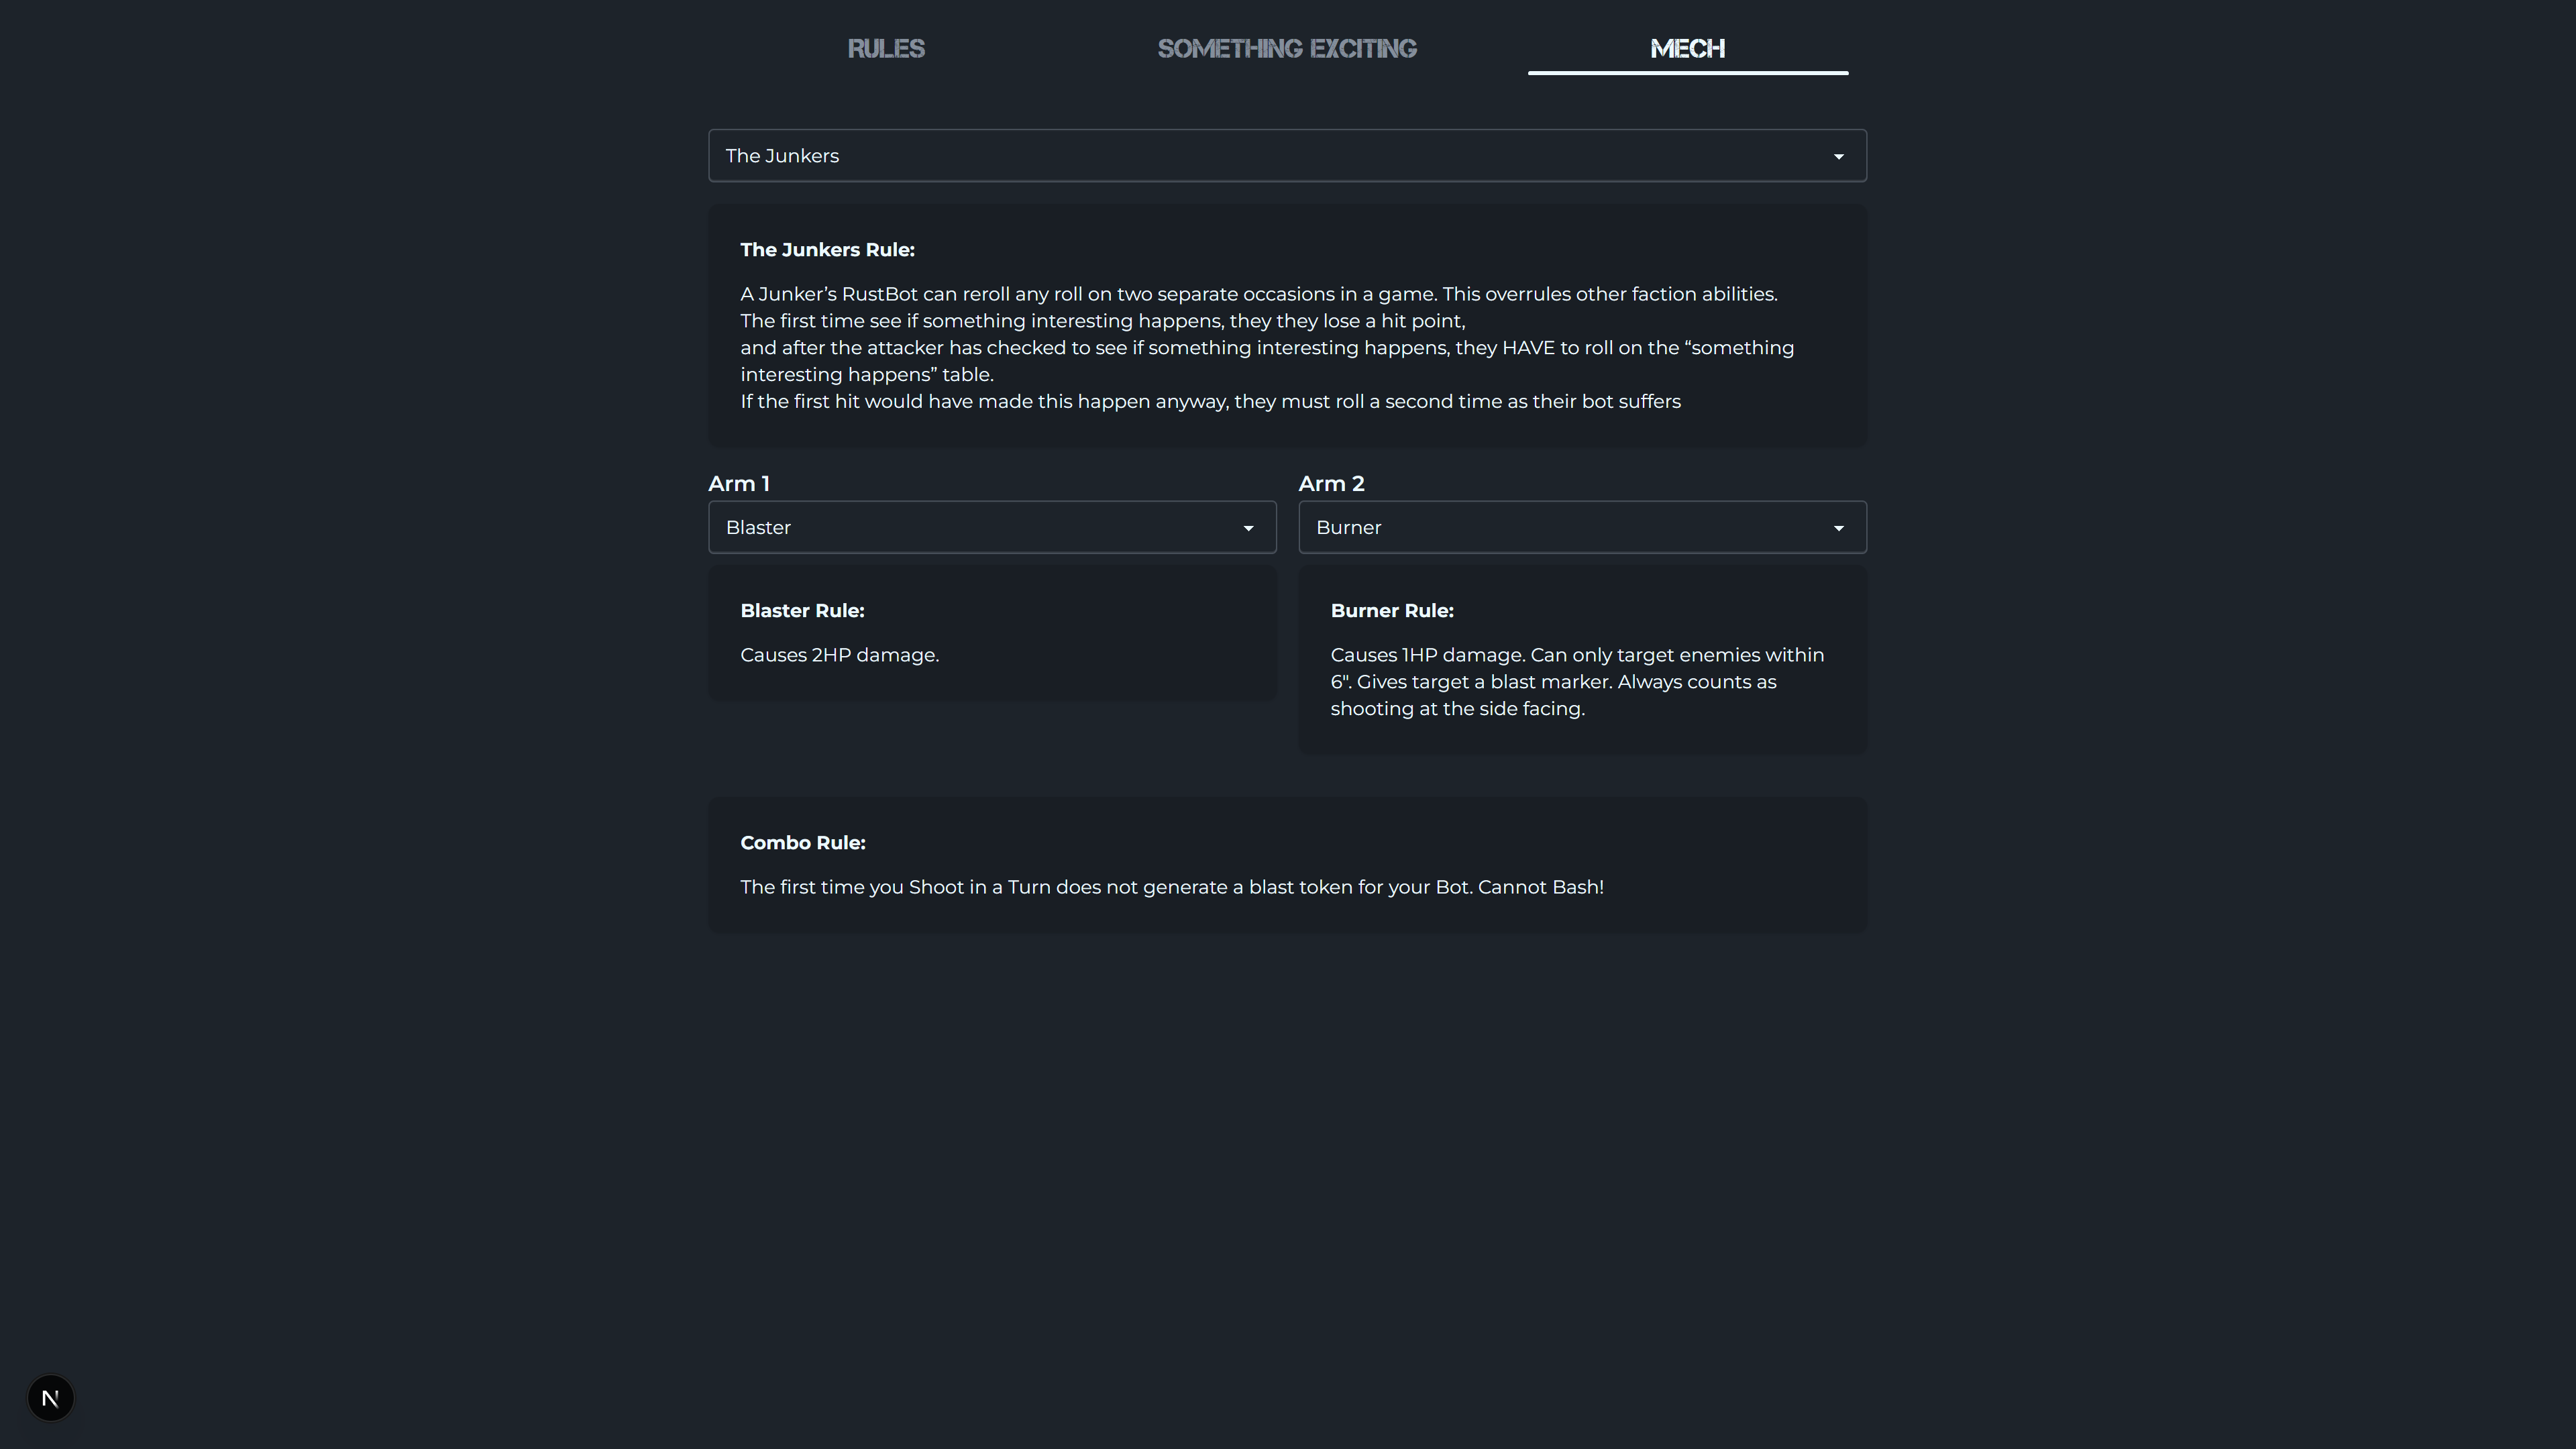 RULES
SOMETHING EXCITING
MECH
The Junkers
The Junkers Rule:
A Junker’s RustBot can reroll any roll on two separate occasions in a game. This overrules other faction abilities.
The first time see if something interesting happens, they they lose a hit point,
and after the attacker has checked to see if something interesting happens, they HAVE to roll on the “something
interesting happens” table.
If the first hit would have made this happen anyway, they must roll a second time as their bot suffers
Arm 1
Arm 2
Blaster
Burner
Blaster Rule:
Causes 2HP damage.
Burner Rule:
Causes 1HP damage. Can only target enemies within
6". Gives target a blast marker. Always counts as
shooting at the side facing.
Combo Rule:
The first time you Shoot in a Turn does not generate a blast token for your Bot. Cannot Bash!
N